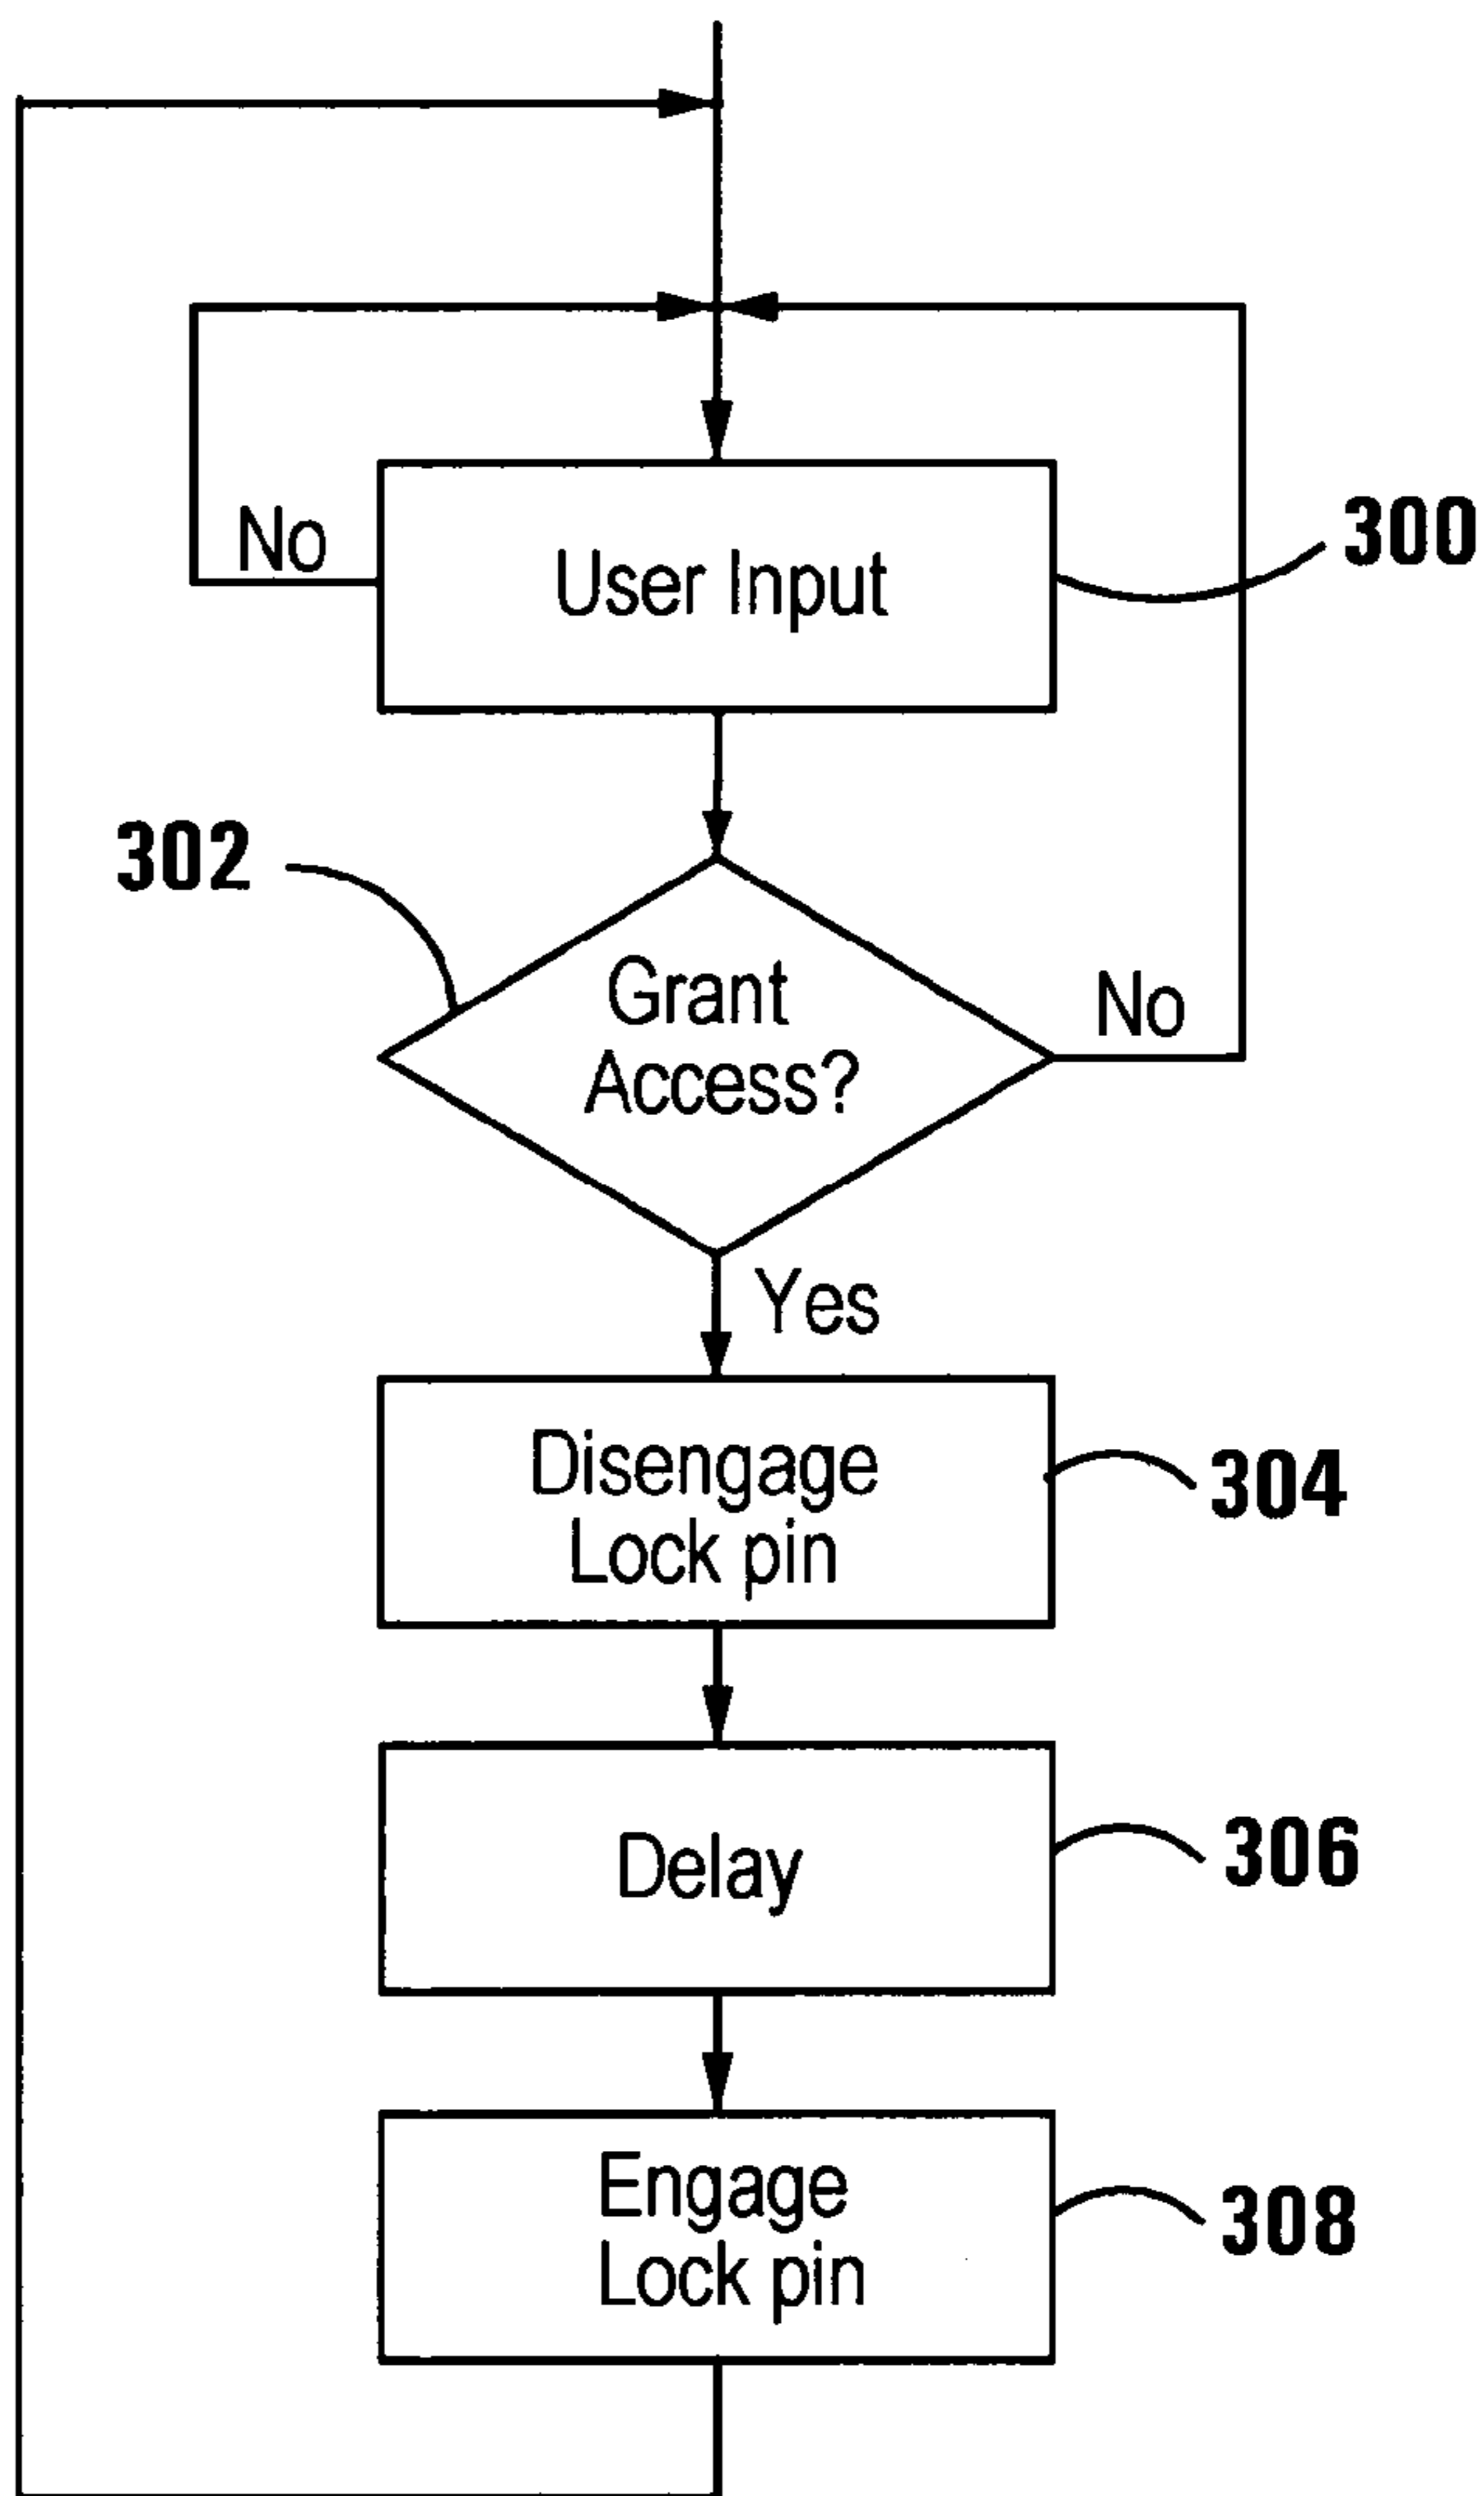 No
User Input
300
302
Grant
Access?
No
Yes
Disengage
Lock pin
304
Delay
306
Engage
Lock pin
308